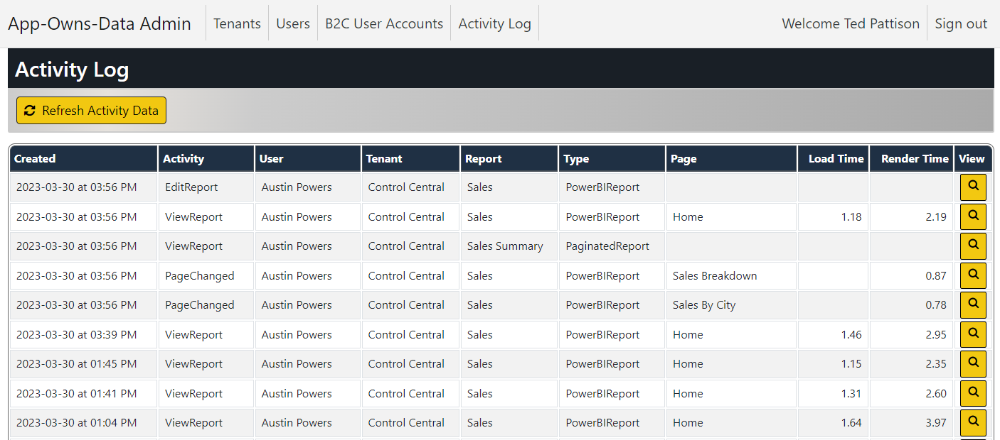 App-Owns-Data Admin Tenants Users B2C User Accounts Activity Log Welcome Ted Pattison Sign out
Activity Log
Refresh Activity Data
Created Activity User Tenant Report Type Page Load Time Render Time View
2023-03-30 at 03:56 PM EditReport Austin Powers Control Central Sales PowerBIReport
2023-03-30 at 03:56 PM ViewReport Austin Powers Control Central Sales PowerBIReport Home 1.18 2.19
2023-03-30 at 03:56 PM ViewReport Austin Powers Control Central Sales Summary PaginatedReport
2023-03-30 at 03:56 PM PageChanged Austin Powers Control Central Sales PowerBIReport Sales Breakdown 0.87
2023-03-30 at 03:56 PM PageChanged Austin Powers Control Central Sales PowerBIReport Sales By City 0.78
2023-03-30 at 03:39 PM ViewReport Austin Powers Control Central Sales PowerBIReport Home 1.46 2.95
2023-03-30 at 01:45 PM ViewReport Austin Powers Control Central Sales PowerBIReport Home 1.15 2.35
2023-03-30 at 01:41 PM ViewReport Austin Powers Control Central Sales PowerBIReport Home 1.31 2.60
2023-03-30 at 01:04 PM ViewReport Austin Powers Control Central Sales PowerBIReport Home 1.64 3.97